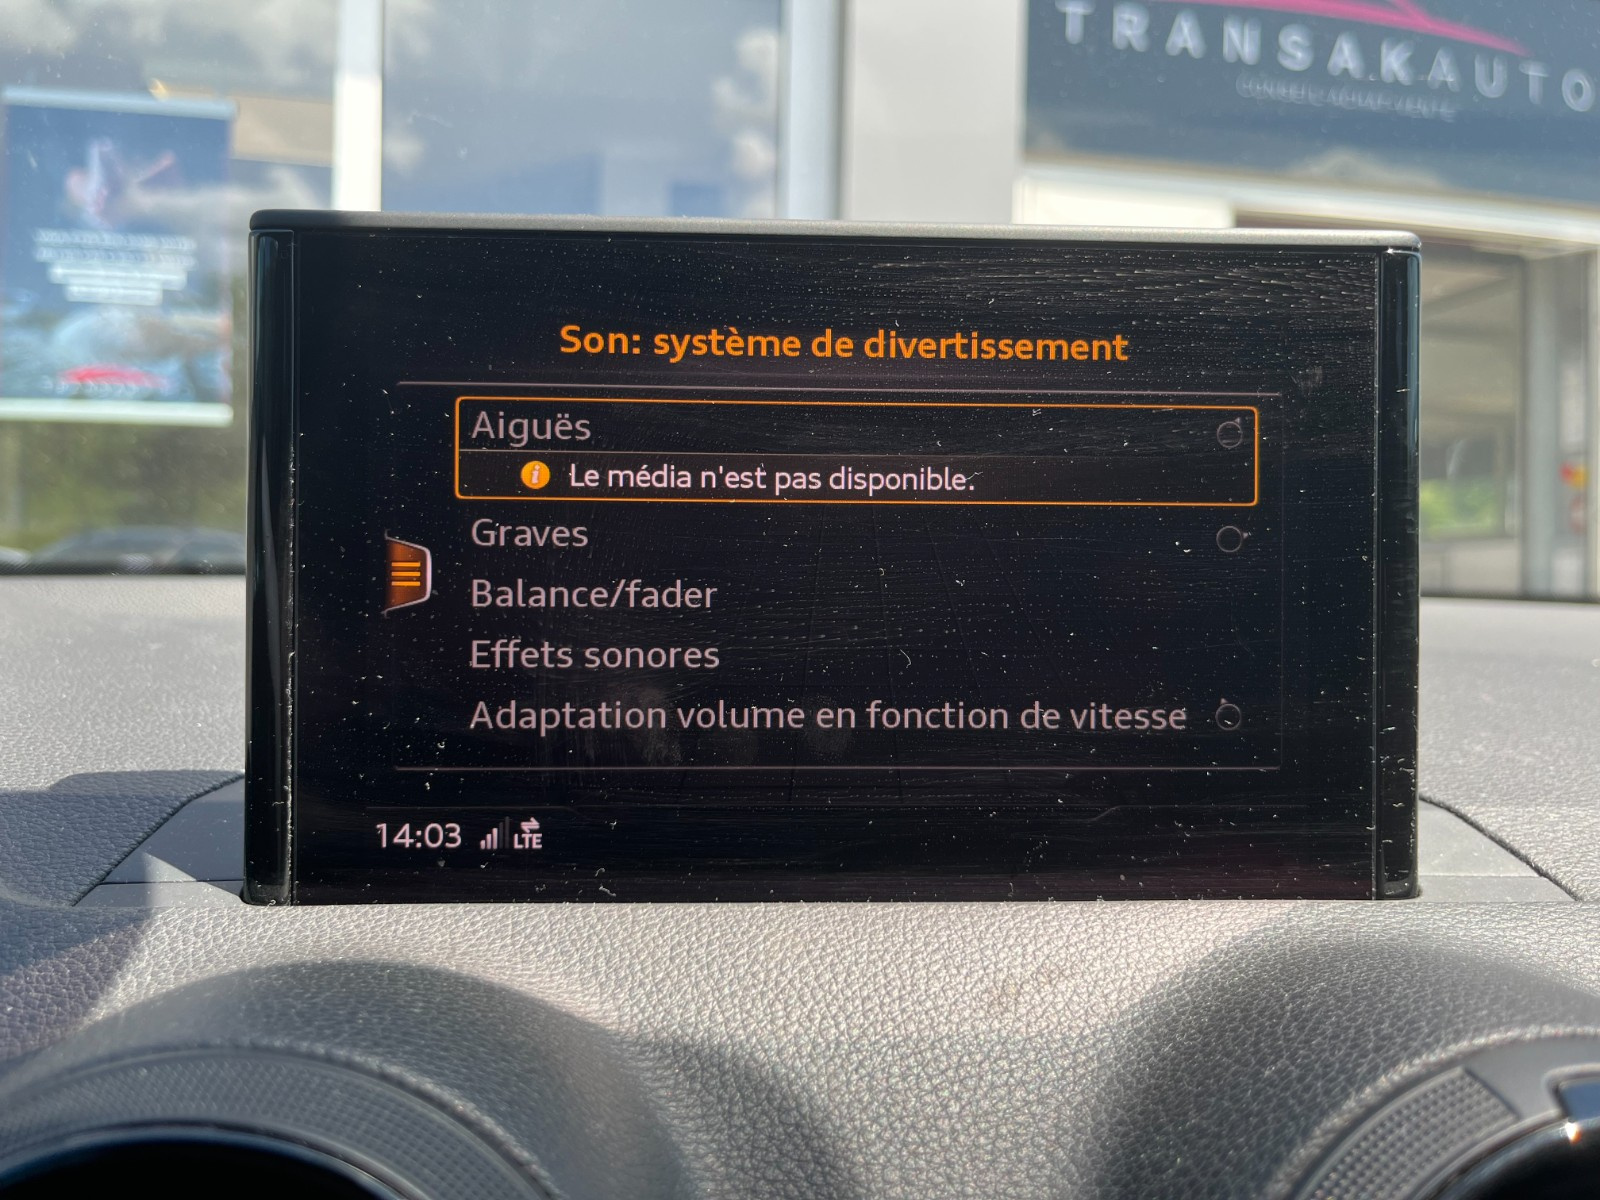 TRANSAKAUTO
Son: système de divertissement
Aiguës
Le média n'est pas disponible.
Graves
Balance/fader
Effets sonores
Adaptation volume en fonction de vitesse
14:03 LTE